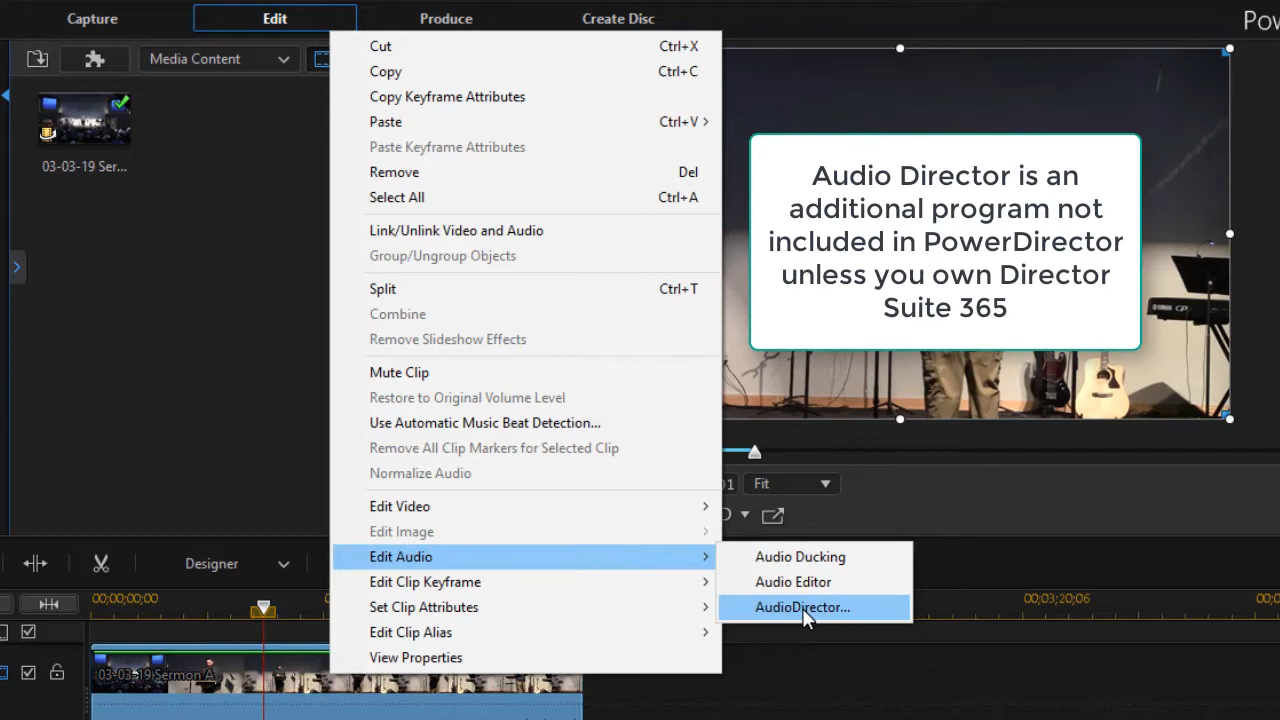 Capture
Edit
Produce
Create Disc
Pow
Media Content
03-03-19 Ser...
Cut Ctrl+X
Copy Ctrl+C
Copy Keyframe Attributes
Paste Ctrl+V
Paste Keyframe Attributes
Remove Del
Select All Ctrl+A
Link/Unlink Video and Audio
Group/Ungroup Objects
Split Ctrl+T
Combine
Remove Slideshow Effects
Mute Clip
Restore to Original Volume Level
Use Automatic Music Beat Detection...
Remove All Clip Markers for Selected Clip
Normalize Audio
Edit Video
Edit Image
Edit Audio
Edit Clip Keyframe
Set Clip Attributes
Edit Clip Alias
View Properties
Audio Ducking
Audio Editor
AudioDirector...
Audio Director is an
additional program not
included in PowerDirector
unless you own Director
Suite 365
CP
01
Fit
D
Designer
00;00;00;00
00;03;20;06
00;
03-03-19 Sermon A